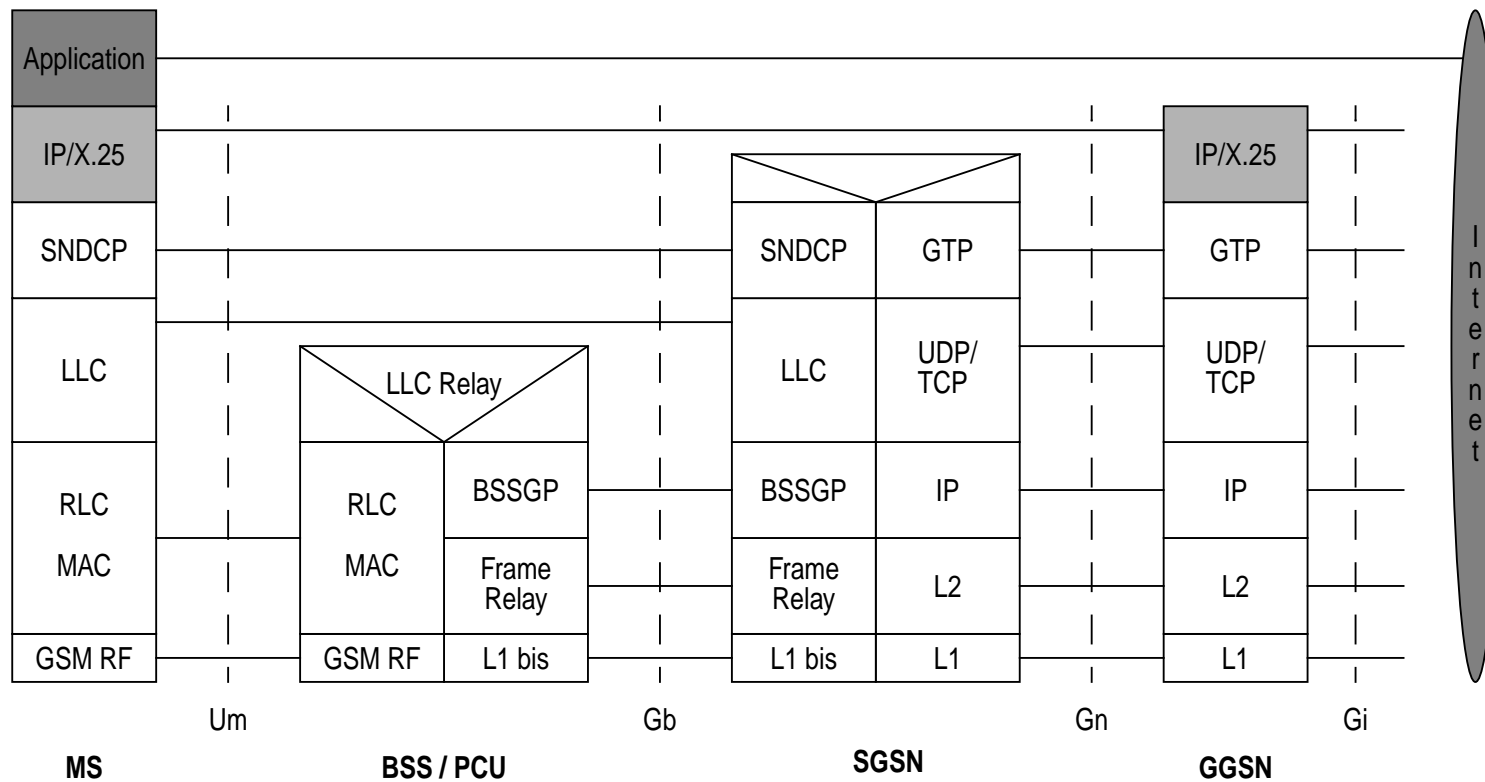 Application
IP/X.25
IP/X.25
SNDCP
SNDCP
GTP
GTP
LLC
LLC Relay
LLC
UDP/
TCP
UDP/
TCP
RLC
MAC
RLC
MAC
BSSGP
BSSGP
IP
IP
Frame
Relay
Frame
Relay
L2
L2
GSM RF
GSM RF
L1 bis
L1 bis
L1
L1
Internet
Um
Gb
Gn
Gi
MS
BSS / PCU
SGSN
GGSN